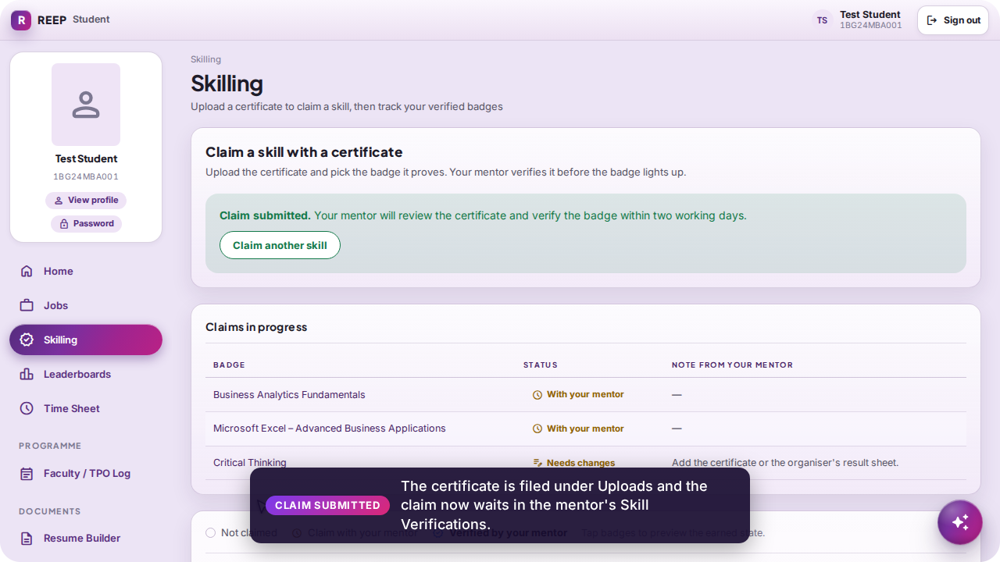 R REEP Student
TS Test Student
1BG24MBA001
Sign out
Test Student
1BG24MBA001
View profile
Password
Home
Jobs
Skilling
Leaderboards
Time Sheet
PROGRAMME
Faculty / TPO Log
DOCUMENTS
Resume Builder
Skilling
Skilling
Upload a certificate to claim a skill, then track your verified badges
Claim a skill with a certificate
Upload the certificate and pick the badge it proves. Your mentor verifies it before the badge lights up.
Claim submitted. Your mentor will review the certificate and verify the badge within two working days.
Claim another skill
Claims in progress
BADGE STATUS NOTE FROM YOUR MENTOR
Business Analytics Fundamentals With your mentor —
Microsoft Excel – Advanced Business Applications With your mentor —
Critical Thinking Needs changes Add the certificate or the organiser's result sheet.
CLAIM SUBMITTED
The certificate is filed under Uploads and the
claim now waits in the mentor's Skill
Verifications.
Not claimed Claim with your mentor Verified by your mentor Tap badges to preview the earned state.